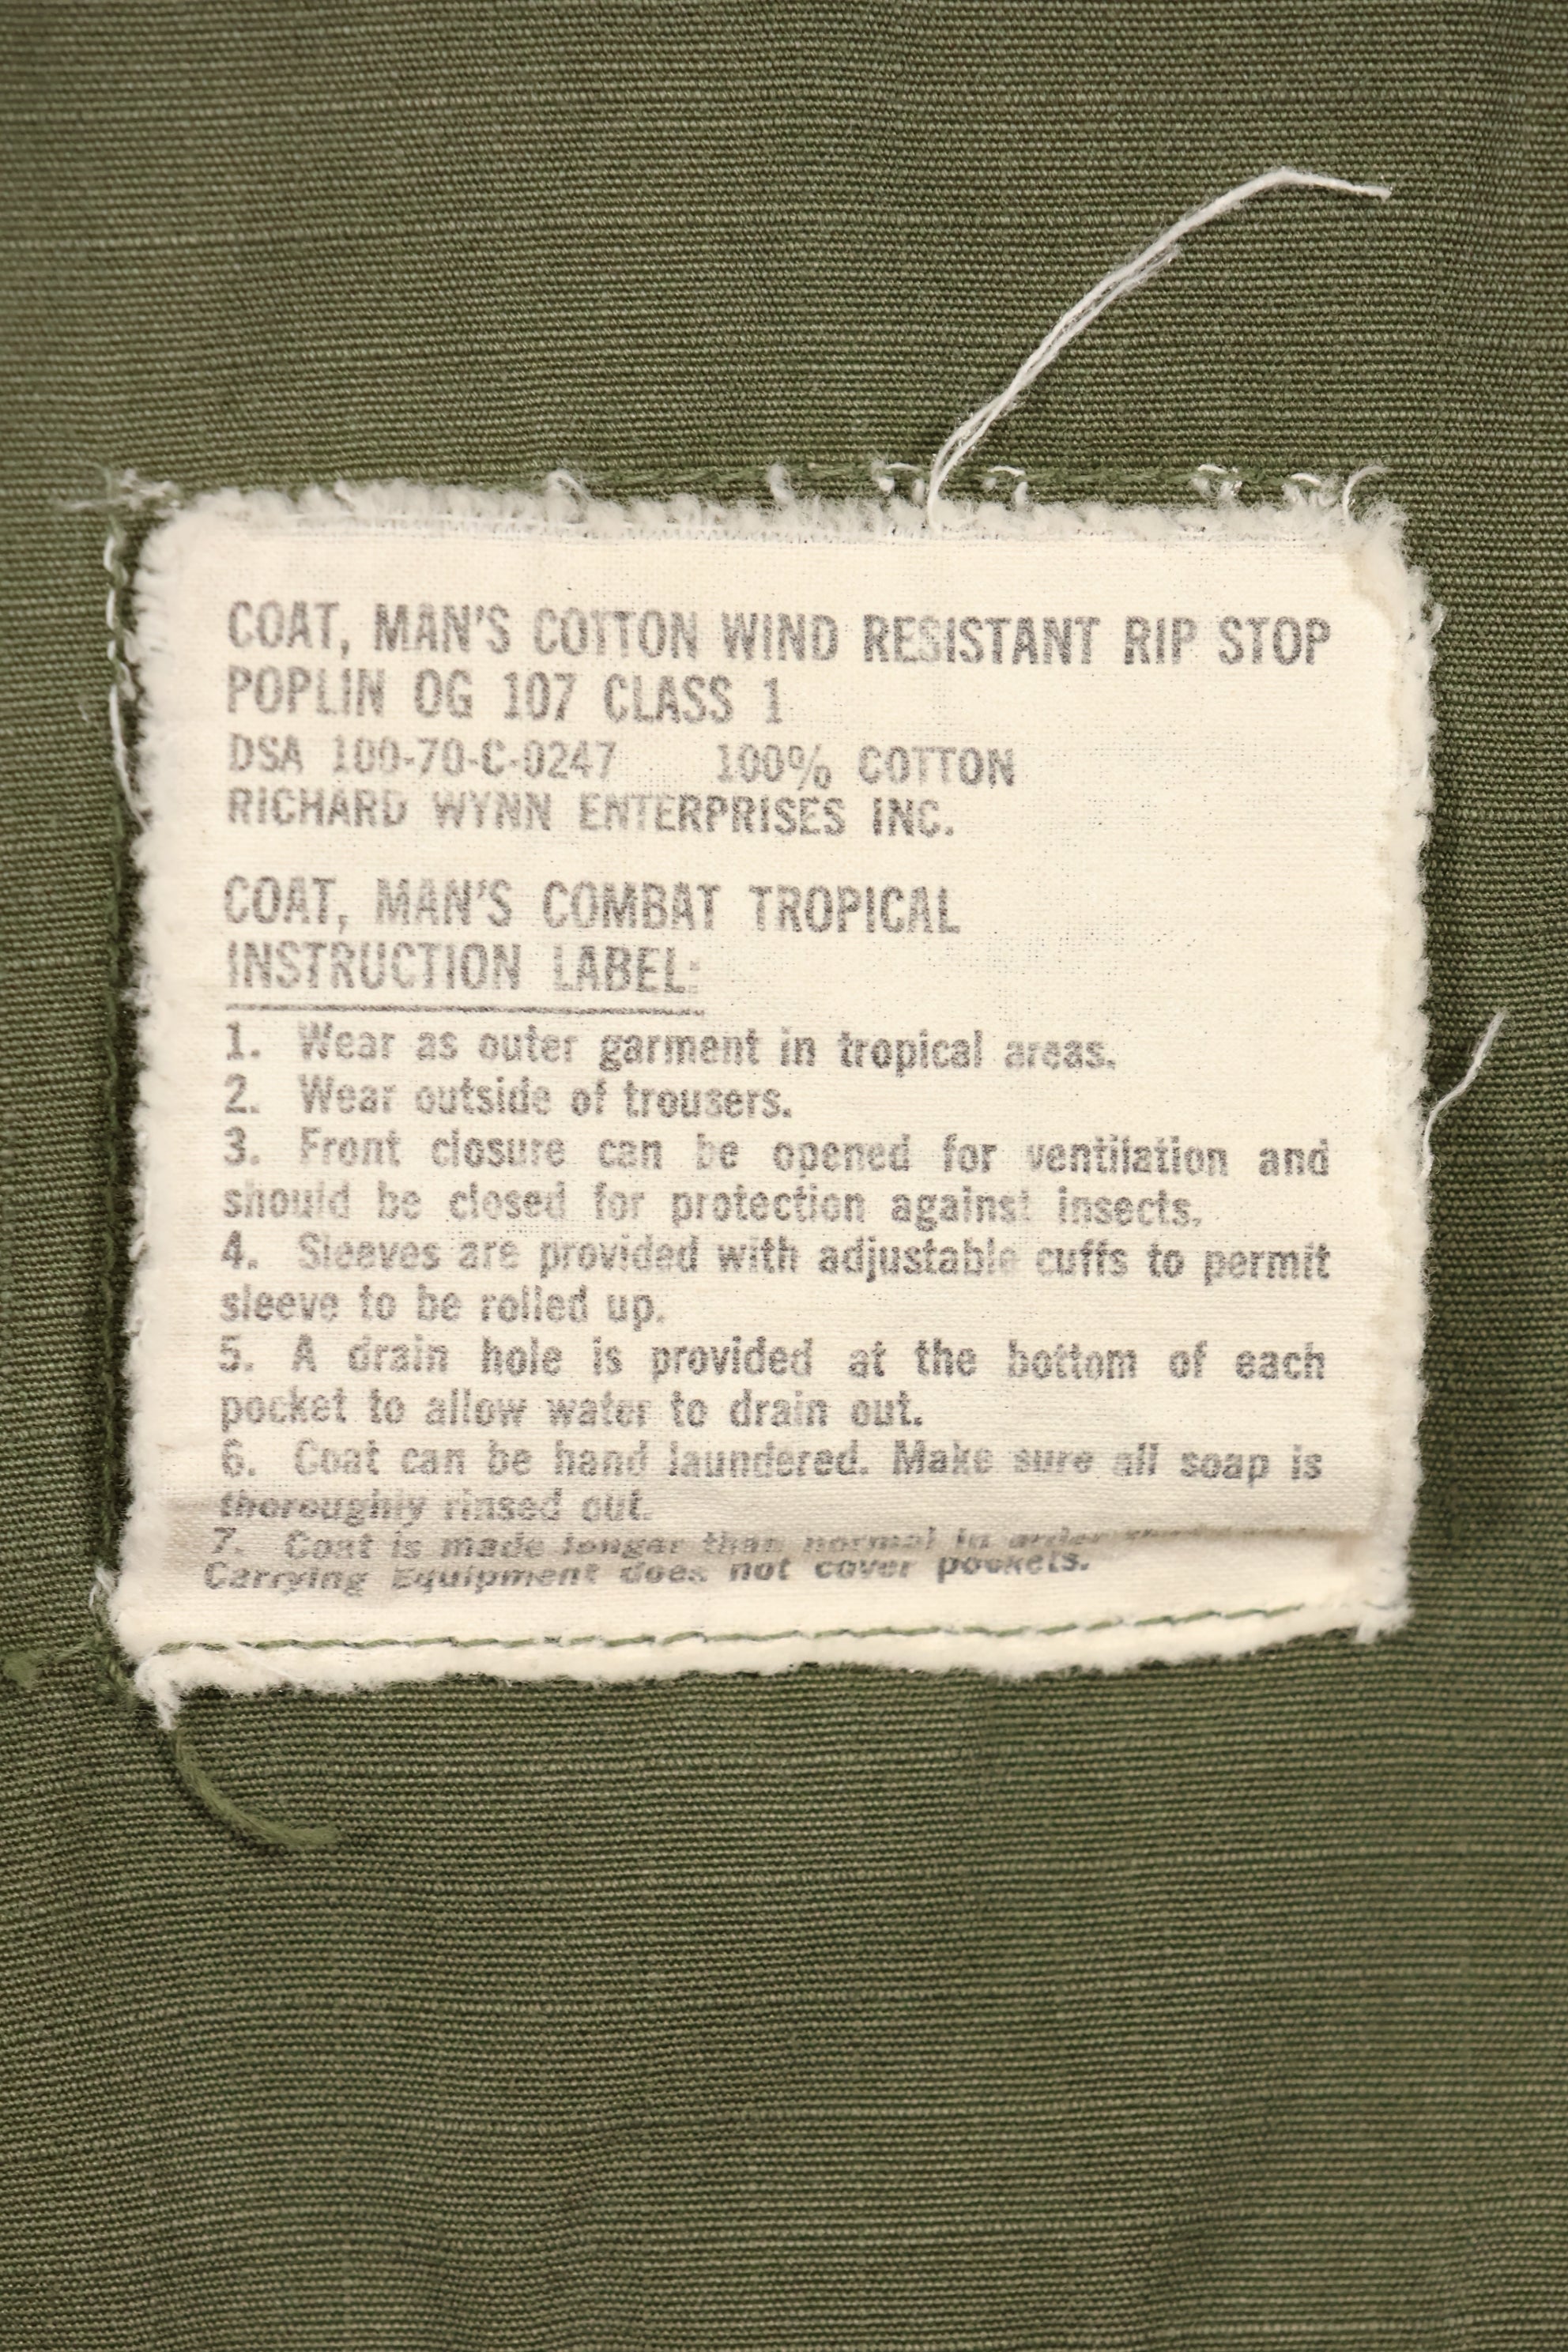 COAT, MAN'S COTTON WIND RESISTANT RIP STOP
POPLIN OG 107 CLASS 1
DSA 100-70-C-0247 100% COTTON
RICHARD WYNN ENTERPRISES INC.
COAT, MAN'S COMBAT TROPICAL
INSTRUCTION LABEL:
1. Wear as outer garment in tropical areas.
2. Wear outside of trousers.
3. Front closure can be opened for ventilation and
should be closed for protection against insects.
4. Sleeves are provided with adjustable cuffs to permit
sleeve to be rolled up.
5. A drain hole is provided at the bottom of each
pocket to allow water to drain out.
6. Coat can be hand laundered. Make sure all soap is
thoroughly rinsed out.
7. Coat is made longer than normal in order
Carrying Equipment does not cover pockets.